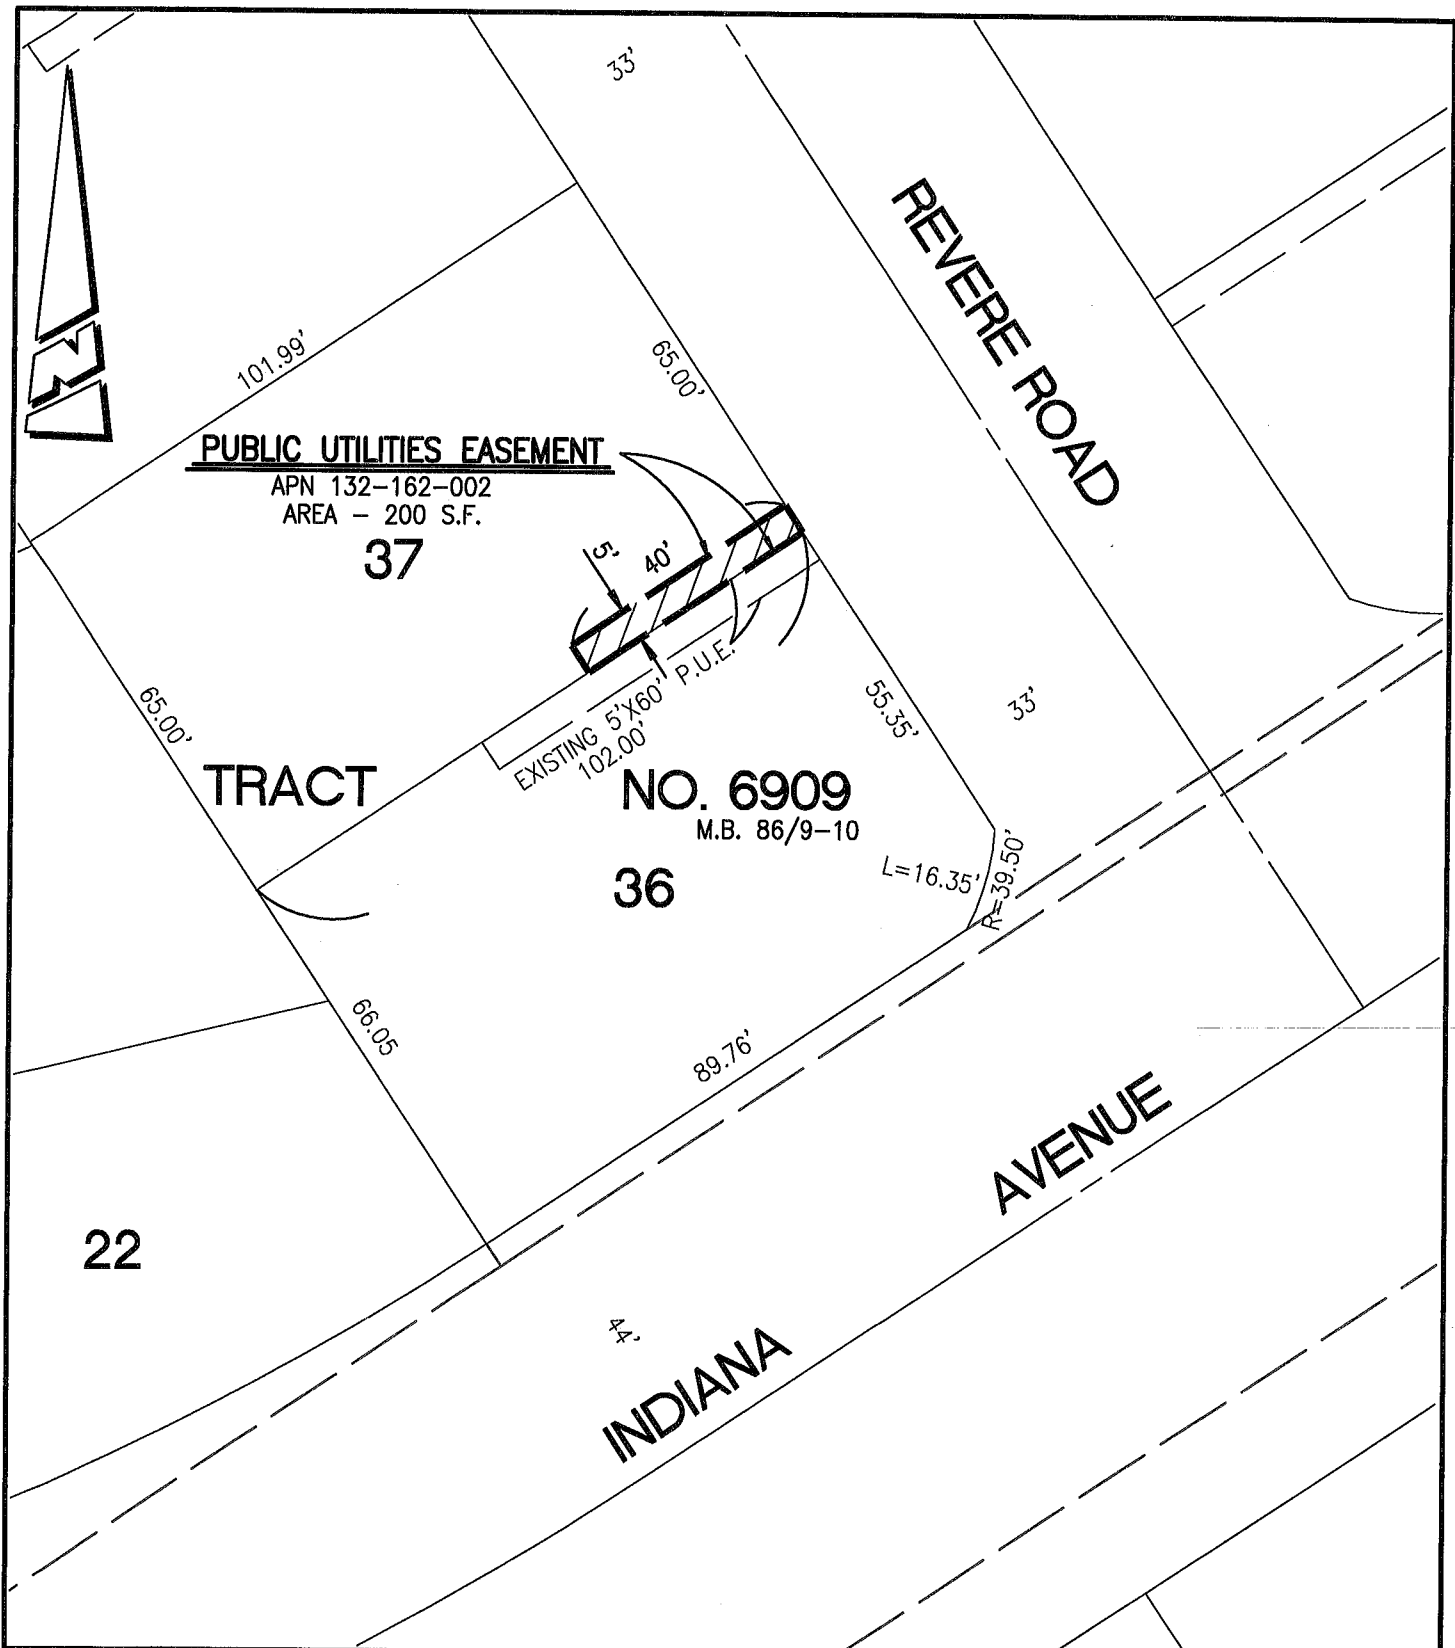 33'
REVERE ROAD
N
101.99'
65.00'
PUBLIC UTILITIES EASEMENT
APN 132-162-002
AREA - 200 S.F.
37
5'
40'
EXISTING 5'X60' P.U.E.
102.00'
65.00'
55.35'
33'
TRACT NO. 6909
M.B. 86/9-10
L=16.35'
R=39.50'
36
66.05
89.76'
22
44'
INDIANA AVENUE